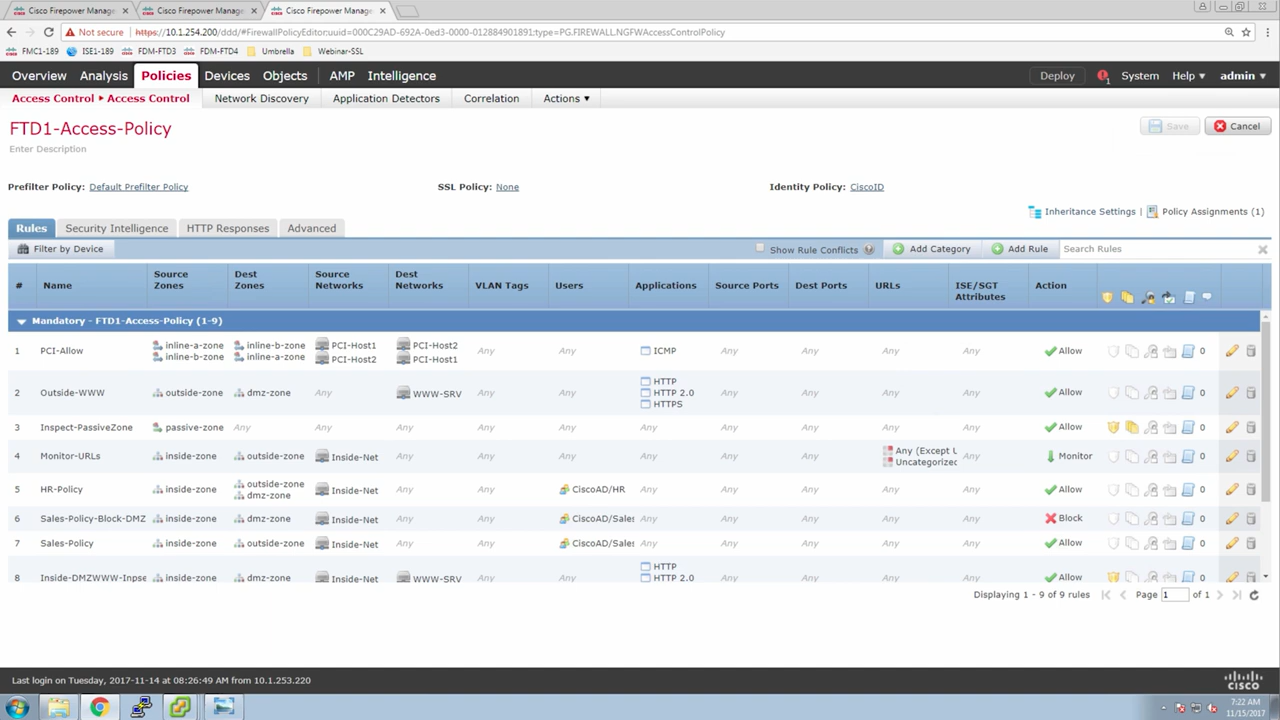 Cisco Firepower Manage × Cisco Firepower Manage × Cisco Firepower Manage ×
Not secure https://10.1.254.200/ddd/#FirewallPolicyEditor:uuid=000C29AD-692A-0ed3-0000-012884901891;type=PG.FIREWALL.NGFWAccessControlPolicy
FMC1-189 ISE1-189 FDM-FTD3 FDM-FTD4 Umbrella Webinar-SSL
Overview Analysis Policies Devices Objects AMP Intelligence Deploy 1 System Help ▾ admin ▾
Access Control ▸ Access Control Network Discovery Application Detectors Correlation Actions ▾
FTD1-Access-Policy Save Cancel
Enter Description
Prefilter Policy: Default Prefilter Policy SSL Policy: None Identity Policy: CiscoID
Inheritance Settings | Policy Assignments (1)
Rules Security Intelligence HTTP Responses Advanced
Filter by Device Show Rule Conflicts Add Category Add Rule Search Rules
# Name Source Zones Dest Zones Source Networks Dest Networks VLAN Tags Users Applications Source Ports Dest Ports URLs ISE/SGT Attributes Action
Mandatory - FTD1-Access-Policy (1-9)
1 PCI-Allow inline-a-zone inline-b-zone inline-b-zone inline-a-zone PCI-Host1 PCI-Host2 PCI-Host2 PCI-Host1 Any Any ICMP Any Any Any Any Allow 0
2 Outside-WWW outside-zone dmz-zone Any WWW-SRV Any Any HTTP HTTP 2.0 HTTPS Any Any Any Any Allow 0
3 Inspect-PassiveZone passive-zone Any Any Any Any Any Any Any Any Any Any Allow 0
4 Monitor-URLs inside-zone outside-zone Inside-Net Any Any Any Any Any Any Any (Except U Uncategorized Any Monitor 0
5 HR-Policy inside-zone outside-zone dmz-zone Inside-Net Any Any CiscoAD/HR Any Any Any Any Any Allow 0
6 Sales-Policy-Block-DMZ inside-zone dmz-zone Inside-Net Any Any CiscoAD/Sales Any Any Any Any Any Block 0
7 Sales-Policy inside-zone outside-zone Inside-Net Any Any CiscoAD/Sales Any Any Any Any Any Allow 0
8 Inside-DMZWWW-Inpse inside-zone dmz-zone Inside-Net WWW-SRV Any Any HTTP HTTP 2.0 Any Any Any Any Allow 0
Displaying 1 - 9 of 9 rules Page 1 of 1
Last login on Tuesday, 2017-11-14 at 08:26:49 AM from 10.1.253.220
CISCO
7:22 AM
11/15/2017